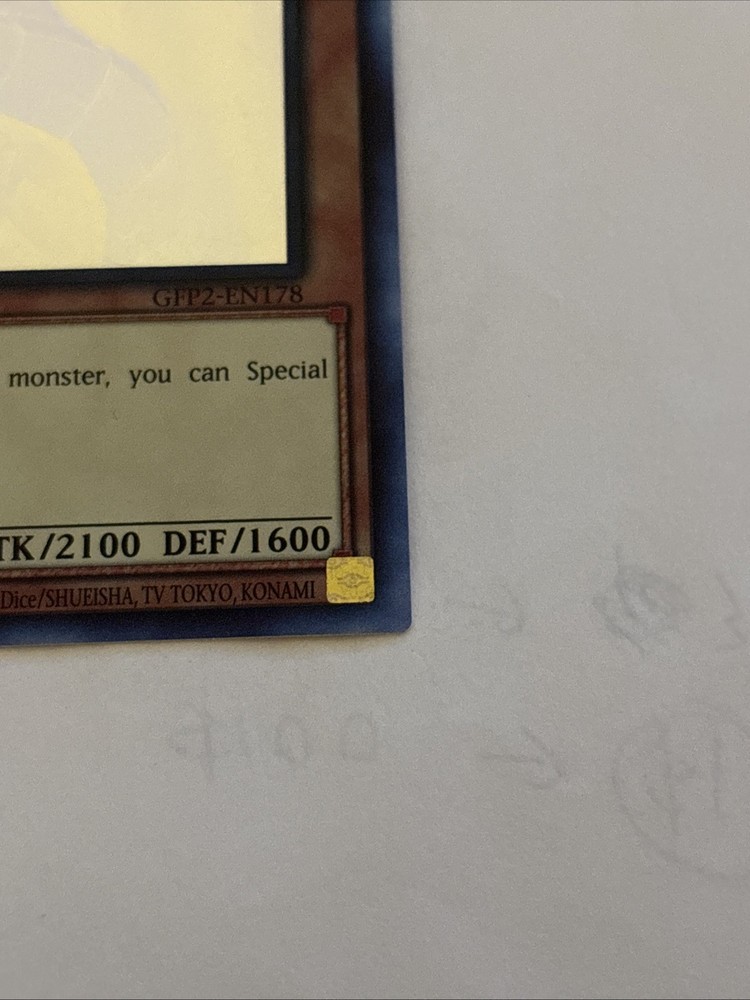 GFP2-EN178
monster, you can Special
TK/2100 DEF/1600
Dice/SHUEISHA, TV TOKYO, KONAMI